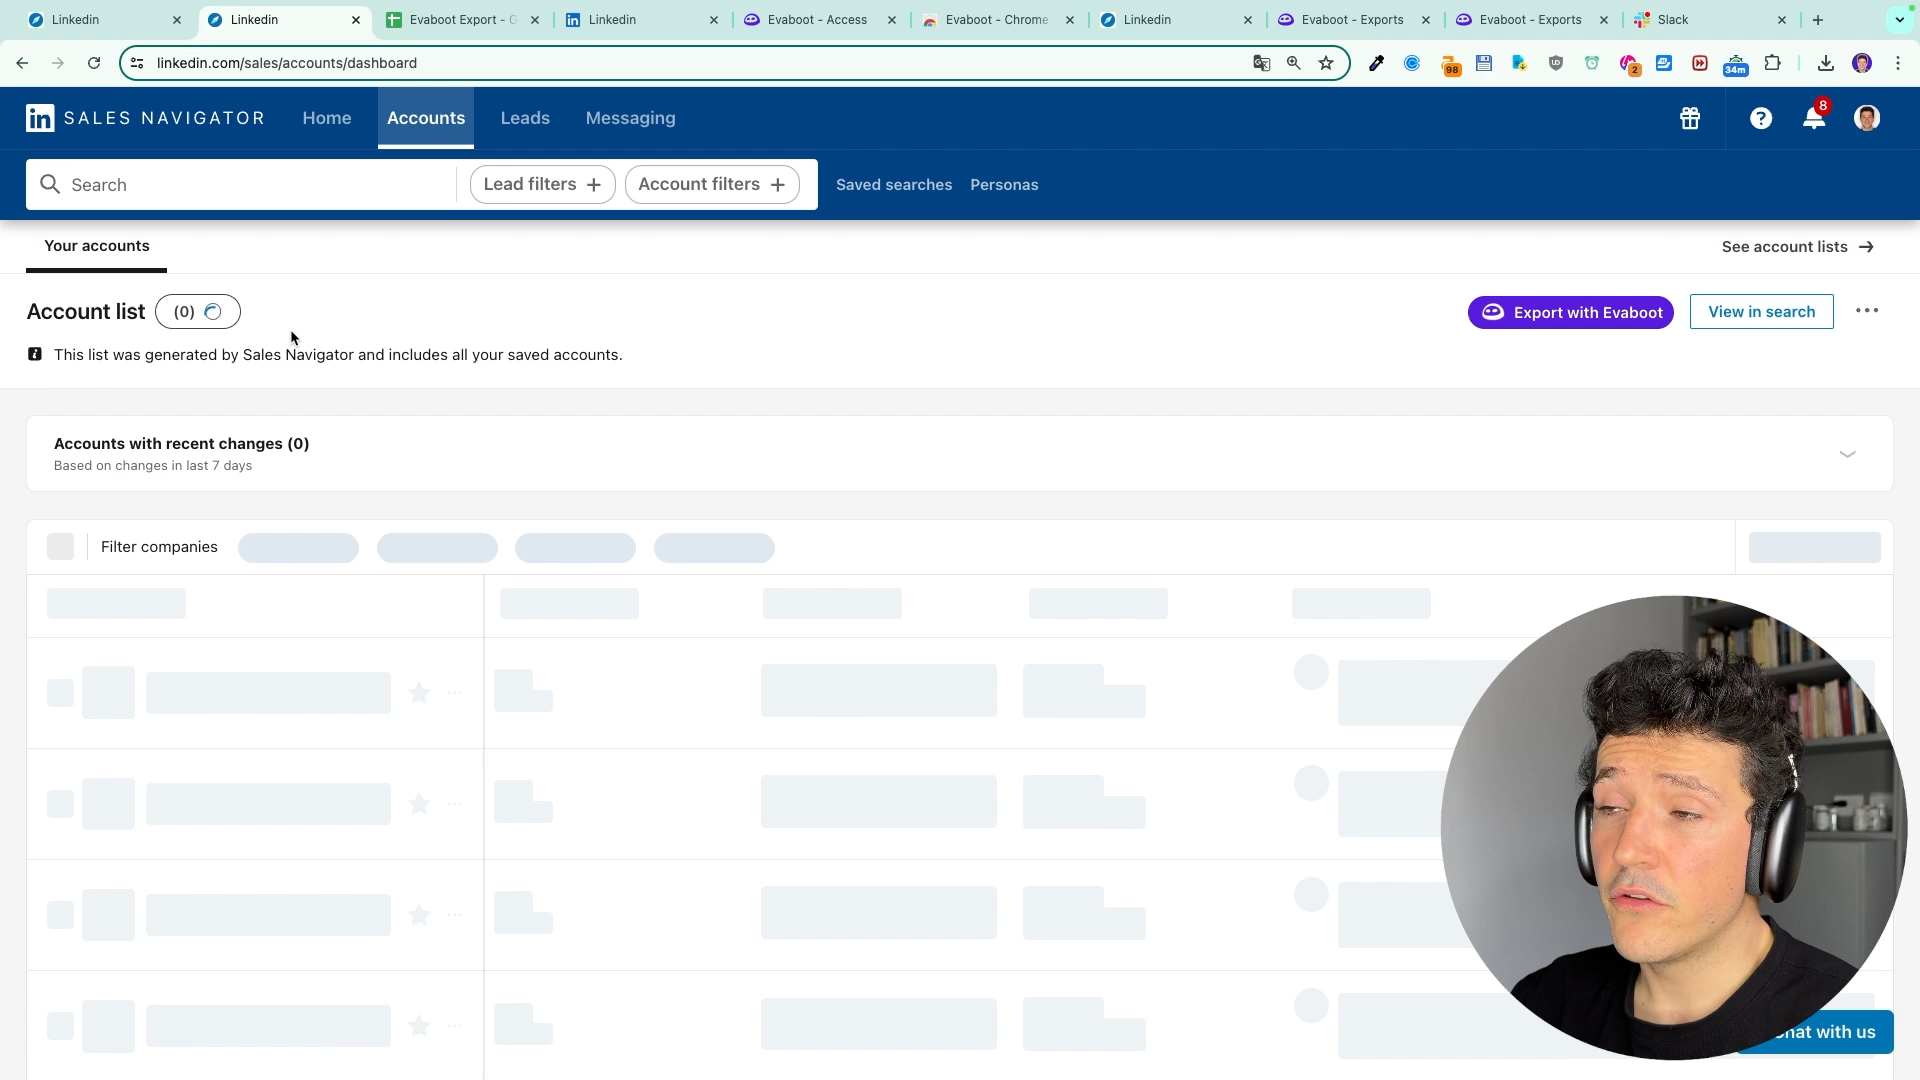 Linkedin
Linkedin
Evaboot Export - G
Linkedin
Evaboot - Access
Evaboot - Chrome
Linkedin
Evaboot - Exports
Evaboot - Exports
Slack
linkedin.com/sales/accounts/dashboard
98
2
34m
in SALES NAVIGATOR
Home
Accounts
Leads
Messaging
8
Search
Lead filters +
Account filters +
Saved searches
Personas
Your accounts
See account lists →
Account list (0)
Export with Evaboot
View in search
This list was generated by Sales Navigator and includes all your saved accounts.
Accounts with recent changes (0)
Based on changes in last 7 days
Filter companies
with us